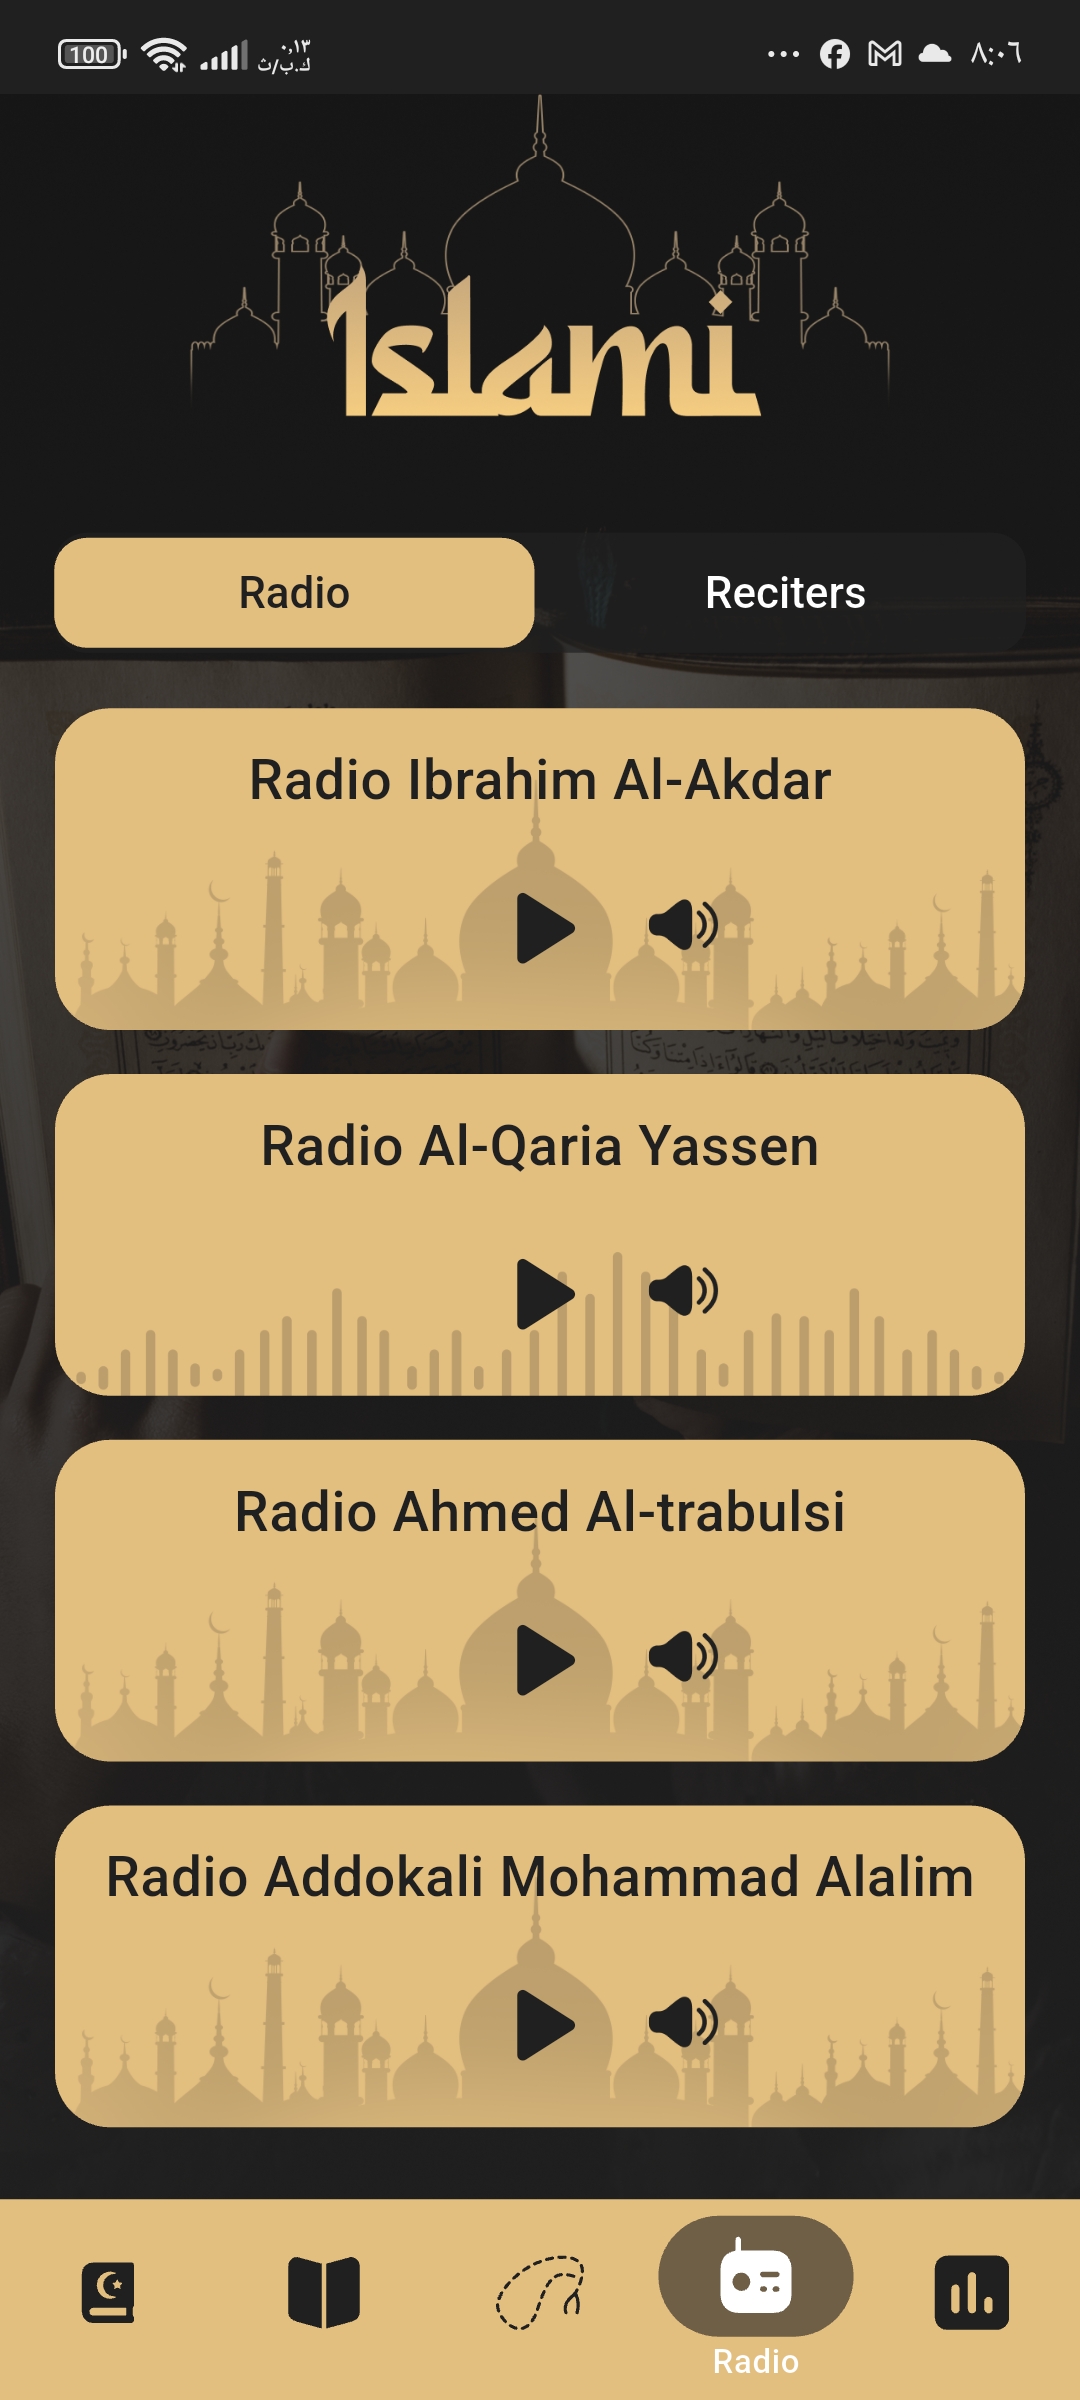 100
٠,١٣
ك.ب/ث
٨:٠٦
Islami
Radio
Reciters
Radio Ibrahim Al-Akdar
Radio Al-Qaria Yassen
Radio Ahmed Al-trabulsi
Radio Addokali Mohammad Alalim
Radio